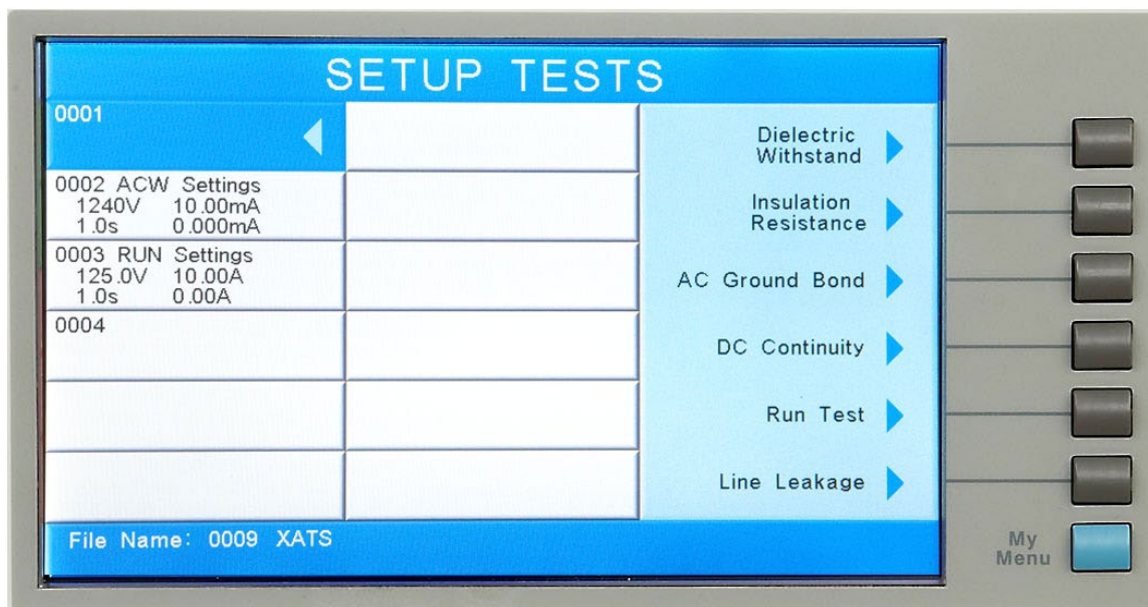 SETUP TESTS
0001
0002 ACW Settings
1240V 10.00mA
1.0s 0.000mA
0003 RUN Settings
125.0V 10.00A
1.0s 0.00A
0004
Dielectric
Withstand
Insulation
Resistance
AC Ground Bond
DC Continuity
Run Test
Line Leakage
File Name: 0009 XATS
My
Menu